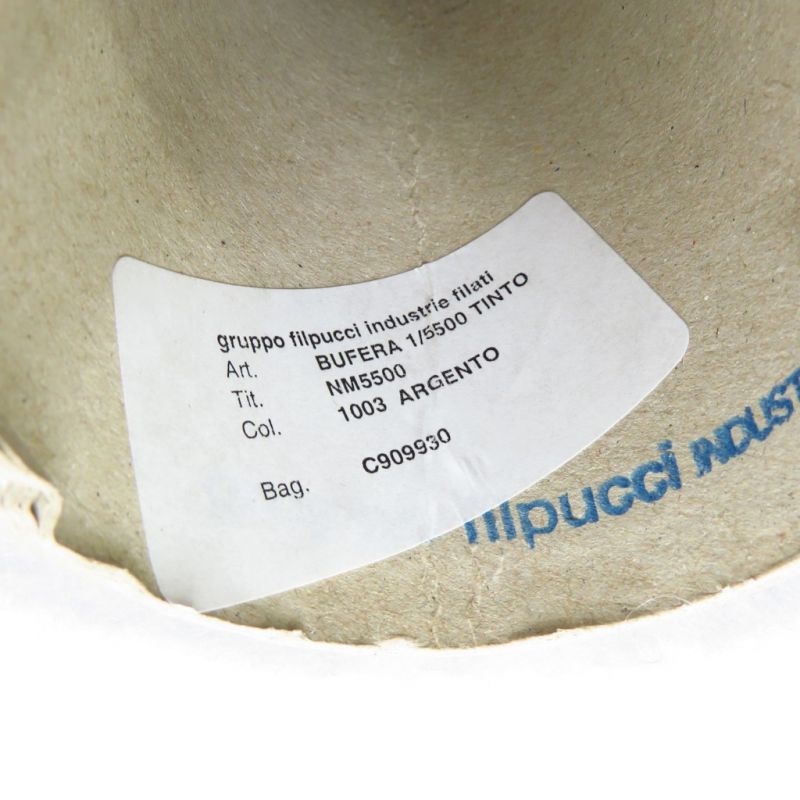 gruppo filpucci industrie filati
Art. BUFERA 1/5500 TINTO
Tit. NM5500
Col. 1003 ARGENTO
Bag. C909930
filpucci INDUST